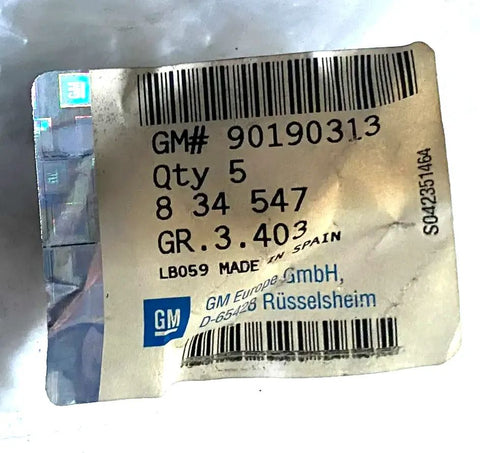 GM# 90190313
Qty 5
8 34 547
GR.3.403
LB059 MADE IN SPAIN
GM
GM Europe GmbH,
D-65428 Rüsselsheim
S042351464